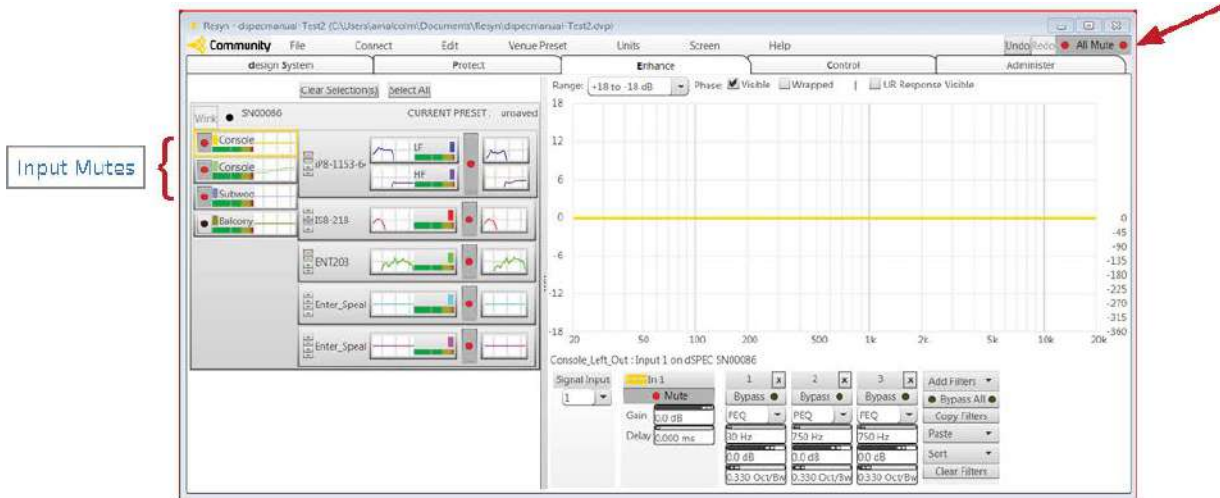 Resyn - dspecmanual-Test2 (C:\Users\amalcolm\Documents\Resyn\dspecmanual-Test2.dvp)
Community File Connect Edit Venue Preset Units Screen Help Undo Redo All Mute
design System Protect Enhance Control Administer
Clear Selection(s) Select All
Range: +18 to -18 dB Phase: Visible Wrapped | UR Response Visible
Wink SN00086 CURRENT PRESET : unsaved
Input Mutes
Console
Console
Subwoo
Balcony
LF
HF
ISB-218
ENT203
Enter_Speal
Enter_Speal
18
12
6
0
-6
-12
-18
0
-45
-90
-135
-180
-225
-270
-315
-360
20 50 100 200 500 1k 2k 5k 10k 20k
Console_Left_Out : Input 1 on dSPEC SN00086
Signal Input
1
In 1
Mute
Gain 0.0 dB
Delay 0.000 ms
1 x 2 x 3 x
Bypass Bypass Bypass
PEQ PEQ PEQ
30 Hz 750 Hz 750 Hz
0.0 dB 0.0 dB 0.0 dB
0.330 Oct/Bw 0.330 Oct/Bw 0.330 Oct/Bw
Add Filters
Bypass All
Copy Filters
Paste
Sort
Clear Filters